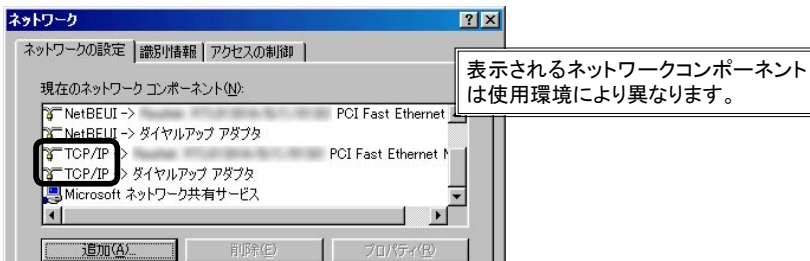 ネットワーク
ネットワークの設定 識別情報 アクセスの制御
表示されるネットワークコンポーネント
は使用環境により異なります。
現在のネットワーク コンポーネント(N):
NetBEUI -> PCI Fast Ethernet
NetBEUI -> ダイヤルアップ アダプタ
TCP/IP -> PCI Fast Ethernet
TCP/IP -> ダイヤルアップ アダプタ
Microsoft ネットワーク共有サービス
追加(A)... 削除(E) プロパティ(R)